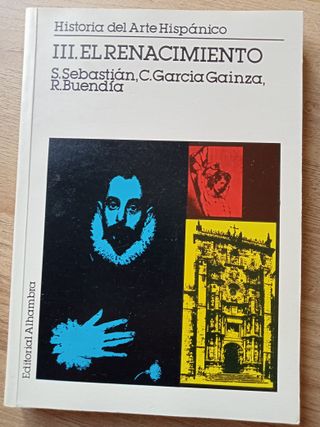 Historia del Arte Hispánico
III. EL RENACIMIENTO
S. Sebastián, C. Garcia Gainza,
R. Buendía
Editorial Alhambra